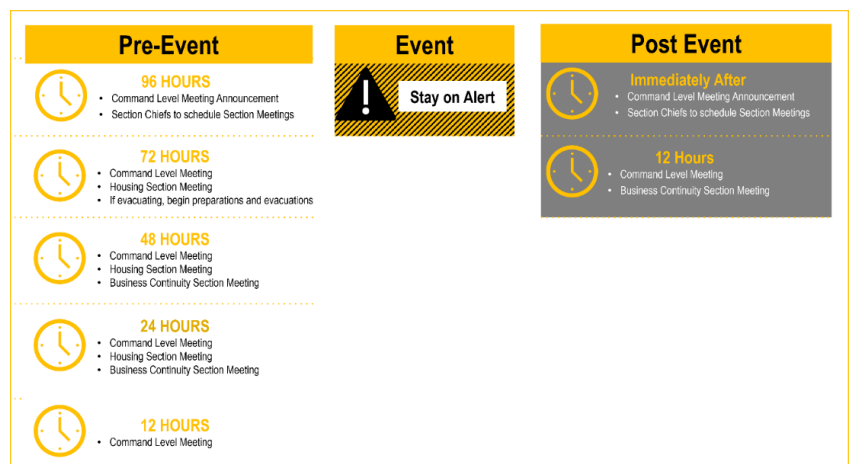 Pre-Event
96 HOURS
• Command Level Meeting Announcement
• Section Chiefs to schedule Section Meetings
72 HOURS
• Command Level Meeting
• Housing Section Meeting
• If evacuating, begin preparations and evacuations
48 HOURS
• Command Level Meeting
• Housing Section Meeting
• Business Continuity Section Meeting
24 HOURS
• Command Level Meeting
• Housing Section Meeting
• Business Continuity Section Meeting
12 HOURS
• Command Level Meeting
Event
Stay on Alert
Post Event
Immediately After
• Command Level Meeting Announcement
• Section Chiefs to schedule Section Meetings
12 Hours
• Command Level Meeting
• Business Continuity Section Meeting